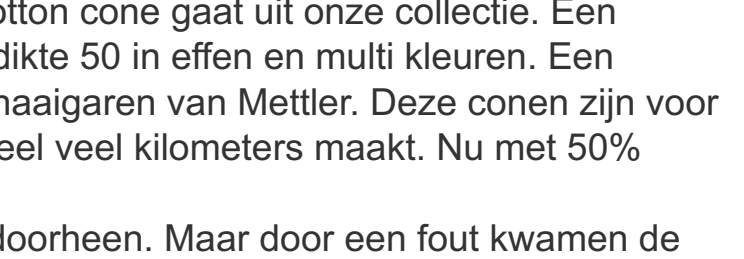 otton cone gaat uit onze collectie. Een
dikte 50 in effen en multi kleuren. Een
naaigaren van Mettler. Deze conen zijn voor
eel veel kilometers maakt. Nu met 50%
doorheen. Maar door een fout kwamen de